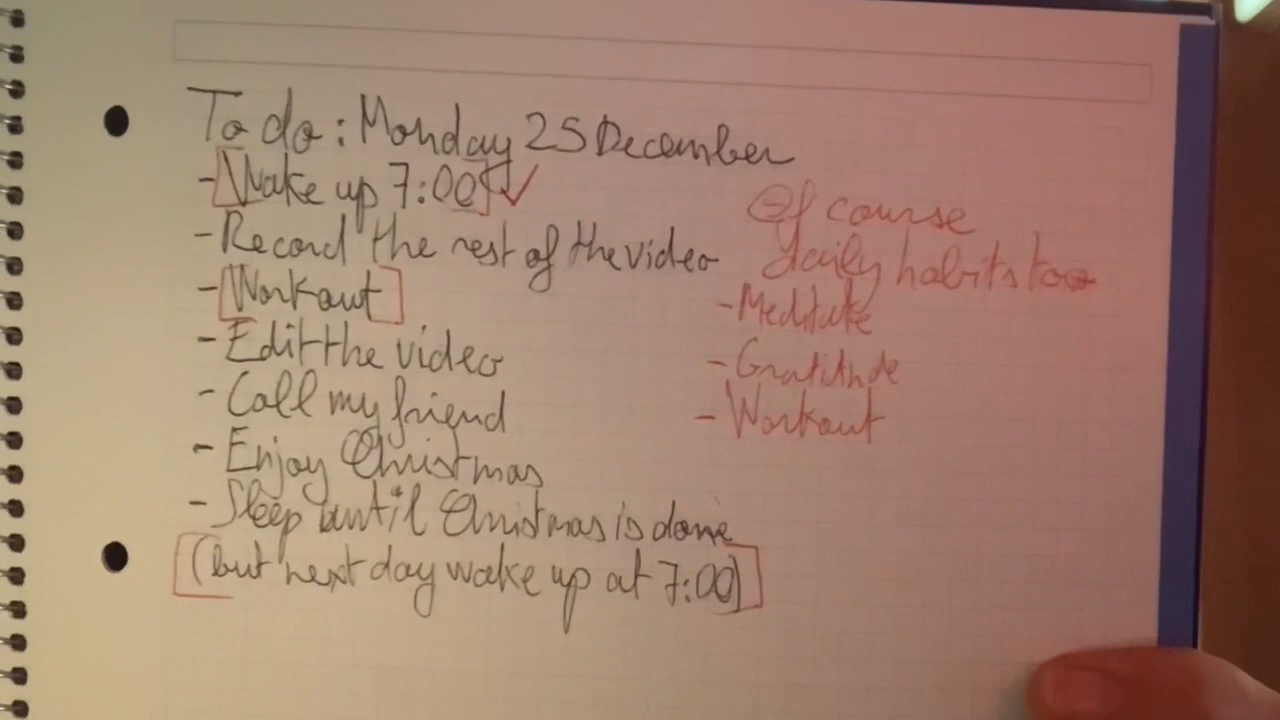 To do: Monday 25 December
- Wake up 7:00 ✓
- Record the rest of the video
- Workout
- Edit the video
- Call my friend
- Enjoy Christmas
- Sleep until Christmas is done
(but next day wake up at 7:00)
Of course
daily habits too
- Meditate
- Gratitude
- Workout